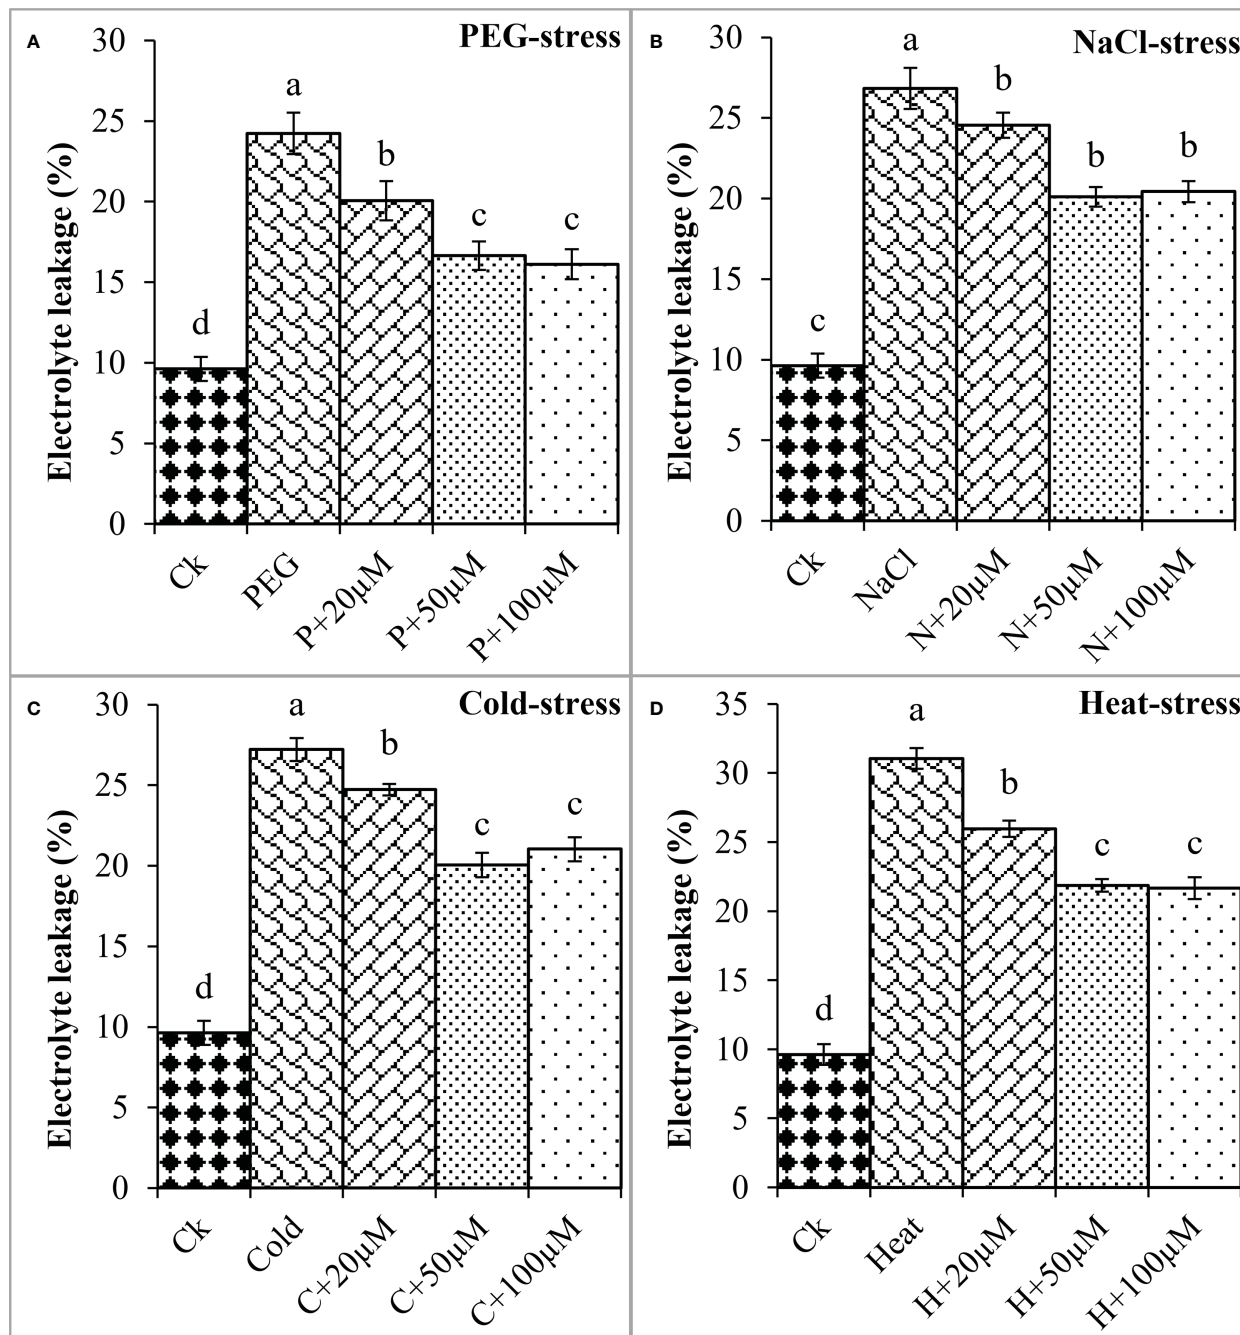 A
PEG-stress
Electrolyte leakage (%)
30
25
20
15
10
5
0
d
a
b
c
c
Ck
PEG
P+20µM
P+50µM
P+100µM
B
NaCl-stress
Electrolyte leakage (%)
30
25
20
15
10
5
0
c
a
b
b
b
Ck
NaCl
N+20µM
N+50µM
N+100µM
C
Cold-stress
Electrolyte leakage (%)
30
25
20
15
10
5
0
d
a
b
c
c
Ck
Cold
C+20µM
C+50µM
C+100µM
D
Heat-stress
Electrolyte leakage (%)
35
30
25
20
15
10
5
0
d
a
b
c
c
Ck
Heat
H+20µM
H+50µM
H+100µM